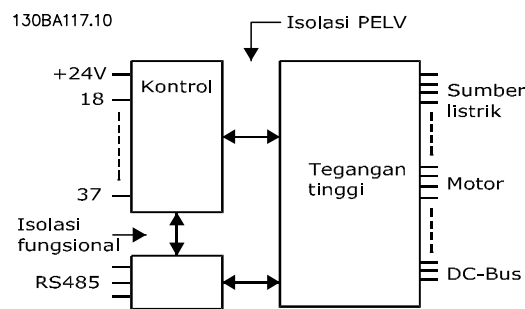 130BA117.10
Isolasi PELV
+24V
18
37
Kontrol
Tegangan
tinggi
Sumber
listrik
Motor
DC-Bus
Isolasi
fungsional
RS485